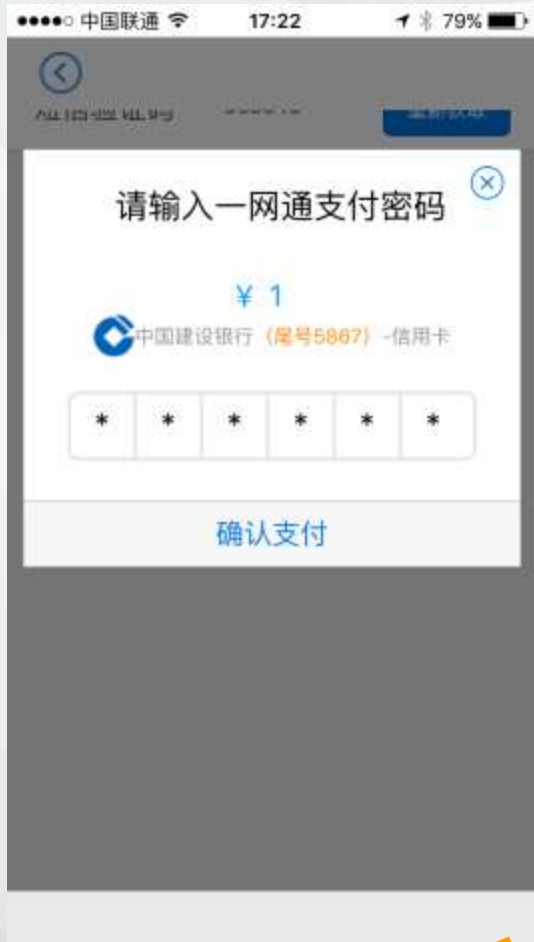 ●●●●○ 中国联通 17:22 79%
请输入一网通支付密码
¥ 1
中国建设银行（尾号5867）-信用卡
* * * * * *
确认支付